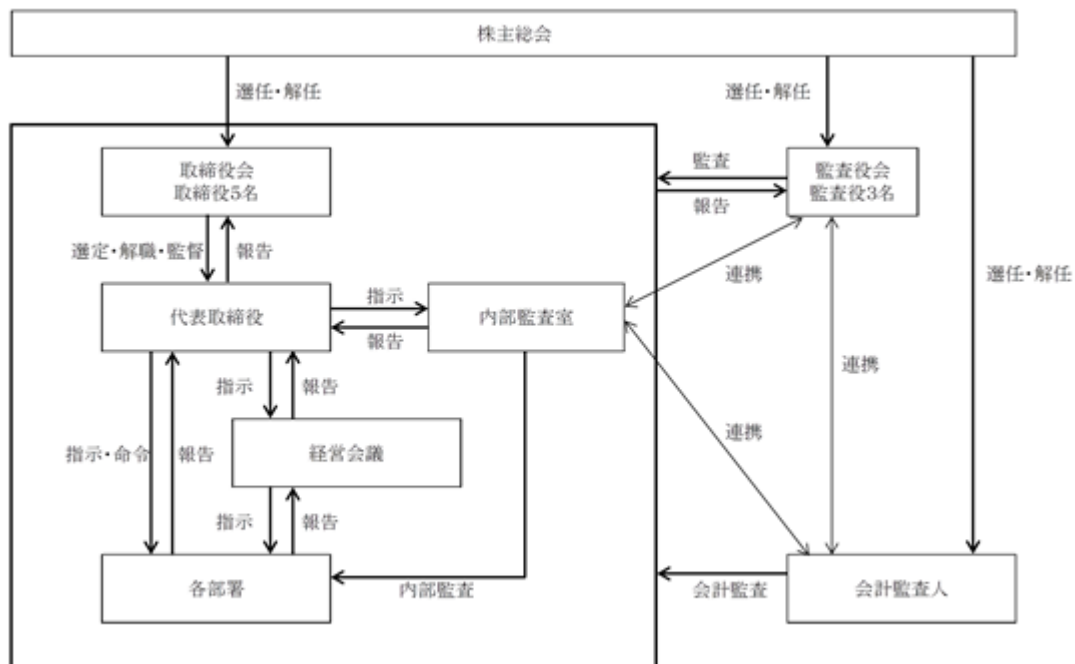 株主総会
選任・解任
選任・解任
取締役会
取締役5名
監査
監査役会
監査役3名
報告
選定・解職・監督
報告
連携
選任・解任
指示
代表取締役
内部監査室
報告
連携
指示
報告
連携
指示・命令
報告
経営会議
指示
報告
各部署
内部監査
会計監査
会計監査人